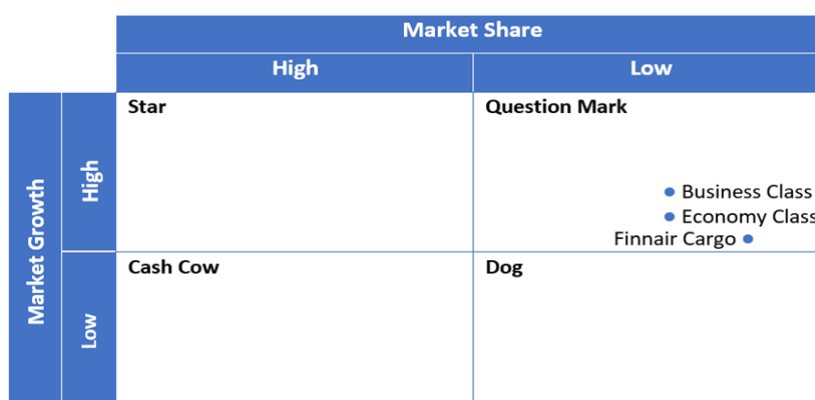 Market Share
High
Low
Market Growth
High
Star
Question Mark
Business Class
Economy Class
Finnair Cargo
Low
Cash Cow
Dog